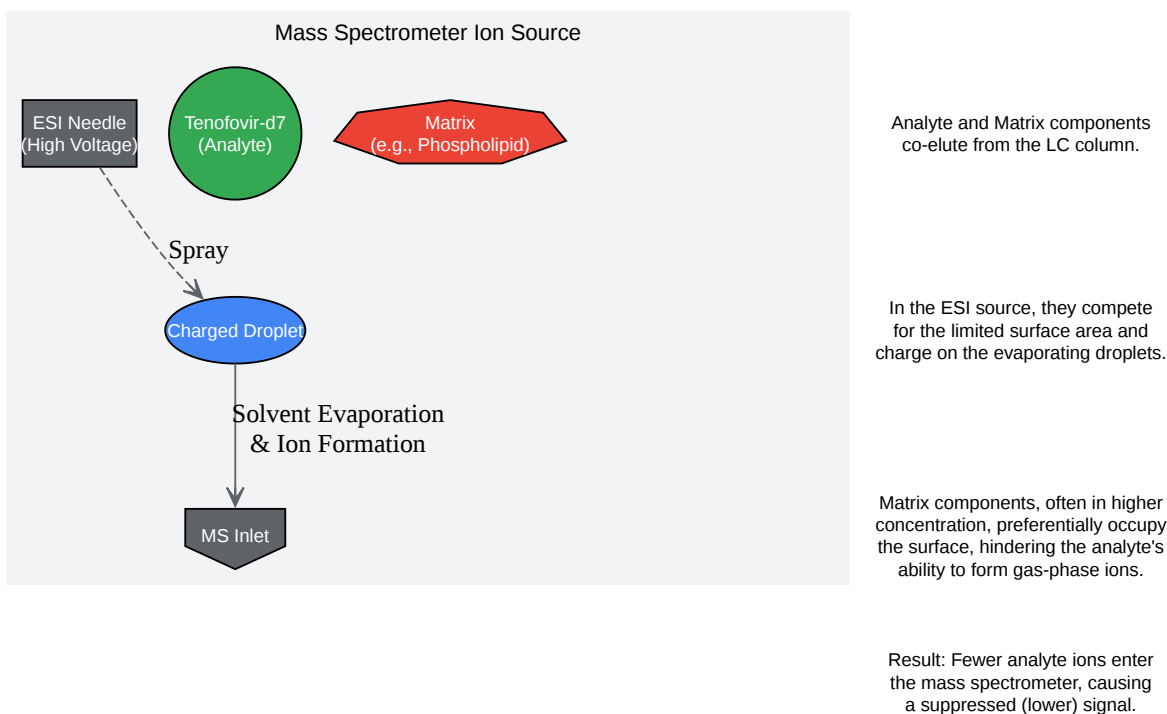 Mass Spectrometer Ion Source
ESI Needle
(High Voltage)
Tenofovir-d7
(Analyte)
Matrix
(e.g., Phospholipid)
Analyte and Matrix components
co-elute from the LC column.
Spray
Charged Droplet
In the ESI source, they compete
for the limited surface area and
charge on the evaporating droplets.
Solvent Evaporation
& Ion Formation
MS Inlet
Matrix components, often in higher
concentration, preferentially occupy
the surface, hindering the analyte's
ability to form gas-phase ions.
Result: Fewer analyte ions enter
the mass spectrometer, causing
a suppressed (lower) signal.